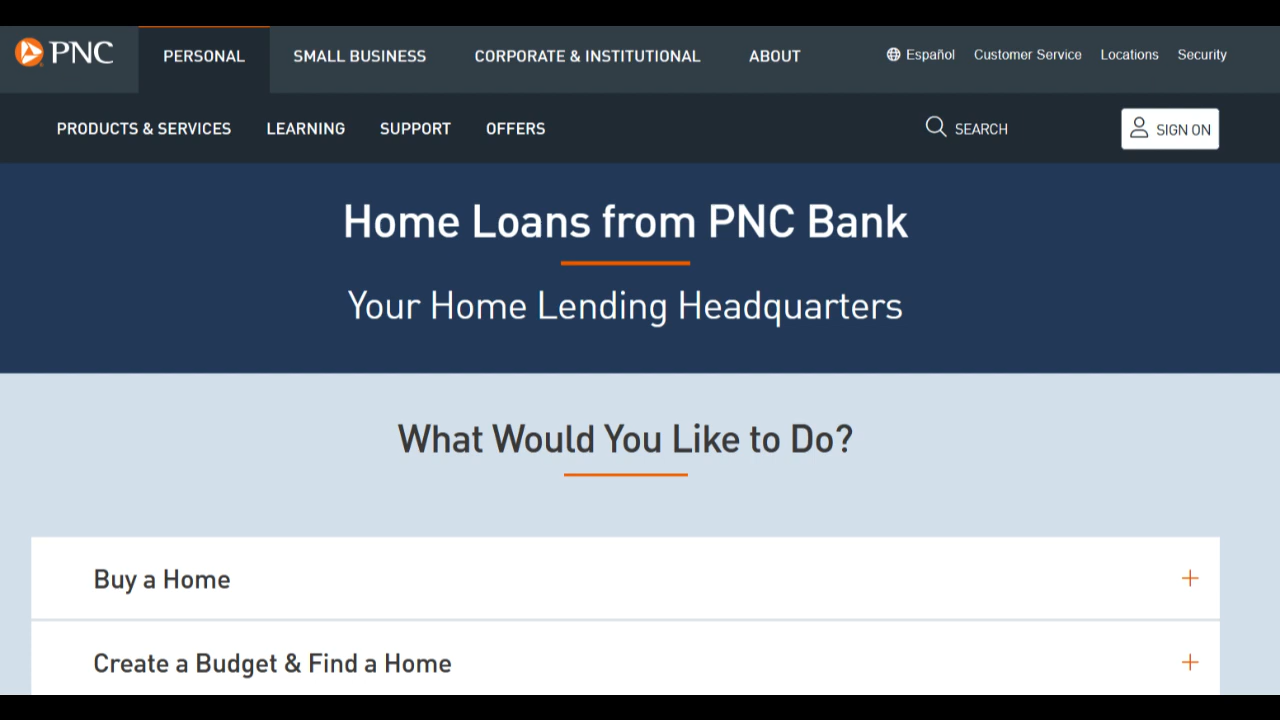 PNC
PERSONAL
SMALL BUSINESS
CORPORATE & INSTITUTIONAL
ABOUT
Español
Customer Service
Locations
Security
PRODUCTS & SERVICES
LEARNING
SUPPORT
OFFERS
SEARCH
SIGN ON
Home Loans from PNC Bank
Your Home Lending Headquarters
What Would You Like to Do?
Buy a Home
Create a Budget & Find a Home